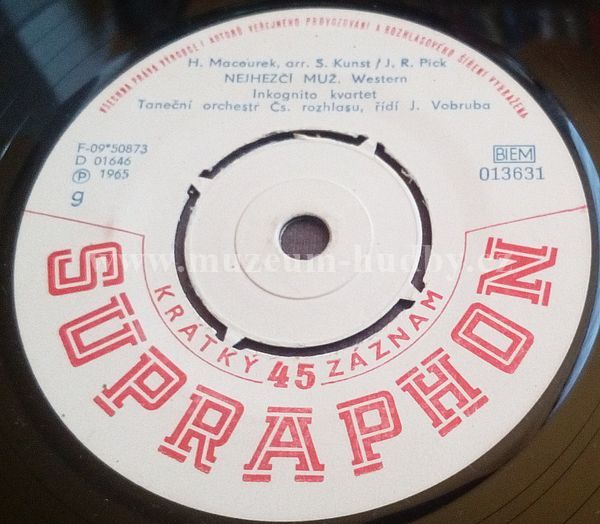 VŠECHNA PRÁVA VÝROBCE I AUTORŮ VEŘEJNÉHO PROVOZOVÁNÍ A ROZHLASOVÉHO ŠÍŘENÍ VYHRAŽENA
H. Macourek, arr. S. Kunst / J. R. Pick
NEJHEZČÍ MUŽ. Western
Inkognito kvartet
Taneční orchestr Čs. rozhlasu, řídí J. Vobruba
F-09*50873
D 01646
Ⓟ 1965
g
BIEM
013631
www.muzeum-hudby.cz
KRÁTKÝ 45 ZÁZNAM
SUPRAPHON